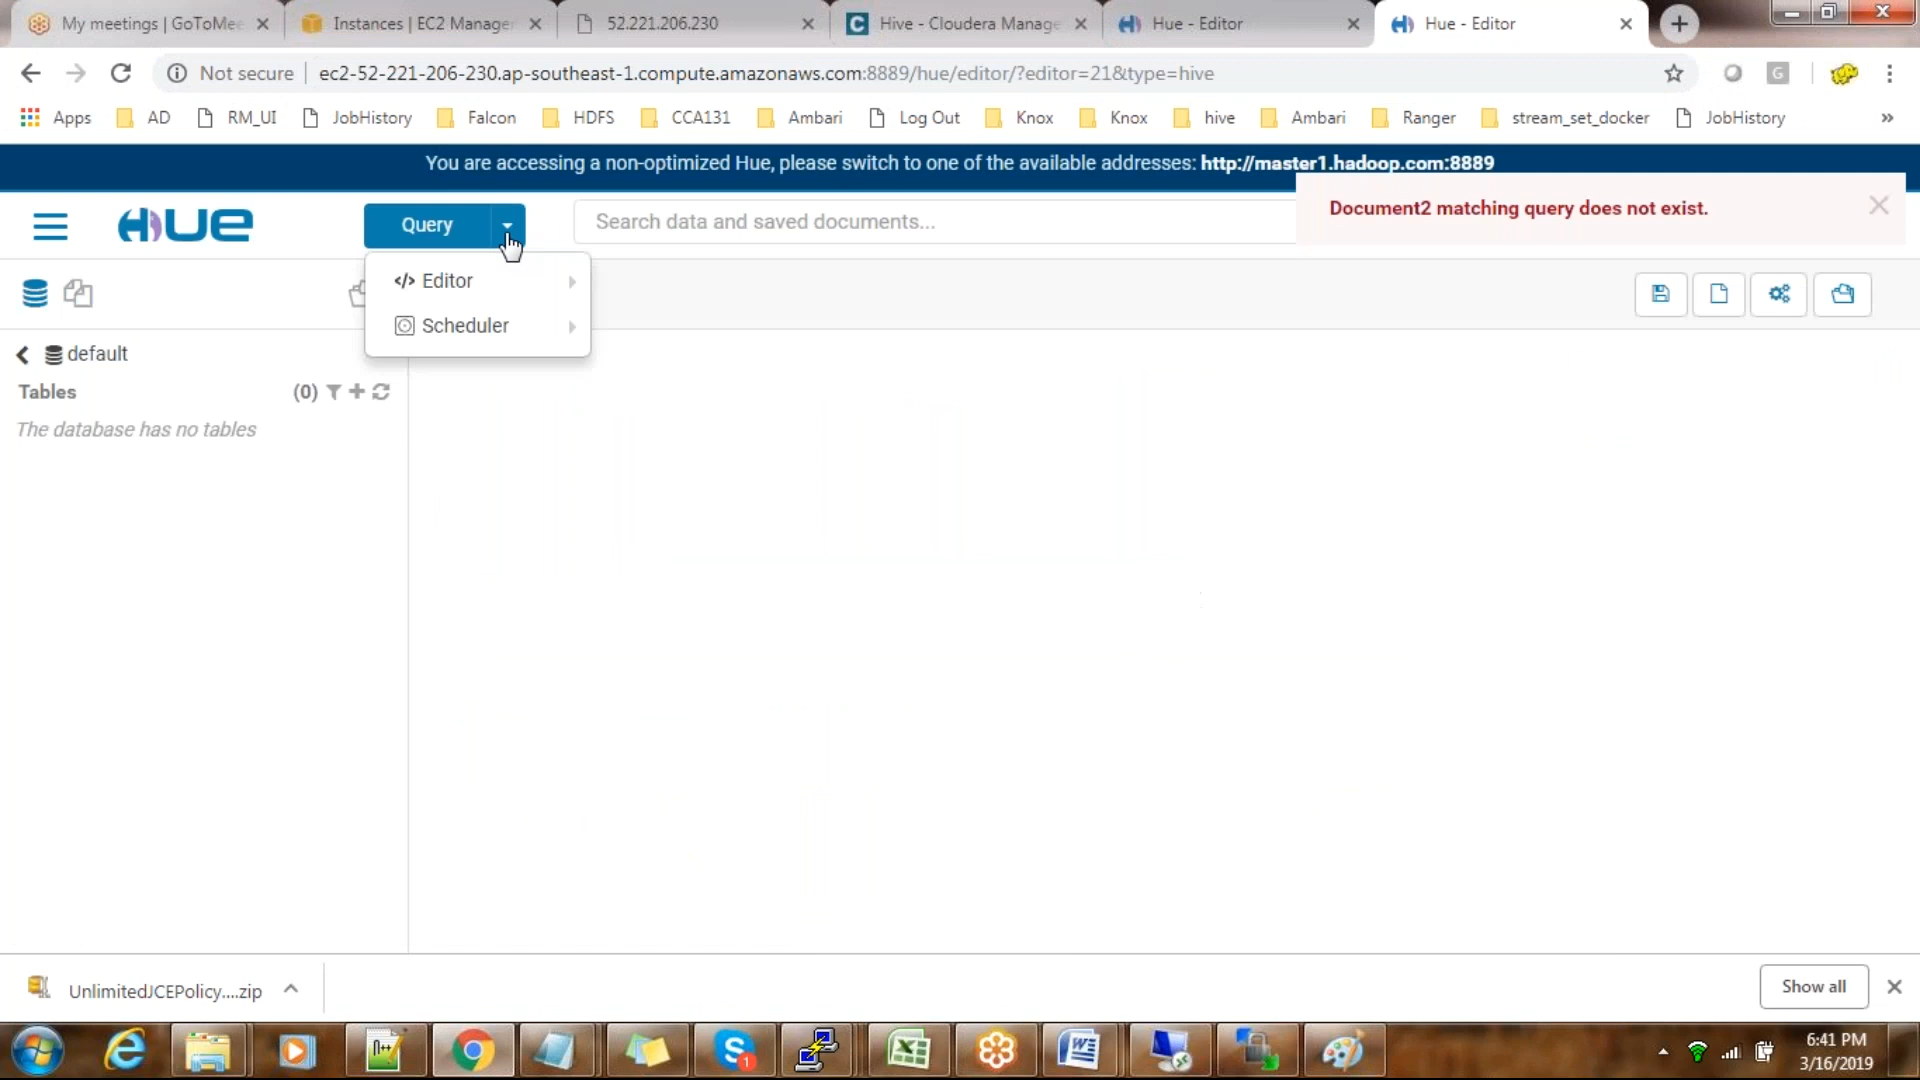 My meetings | GoToMee
Instances | EC2 Manager
52.221.206.230
C Hive - Cloudera Manage
Hue - Editor
Hue - Editor
Not secure ec2-52-221-206-230.ap-southeast-1.compute.amazonaws.com:8889/hue/editor/?editor=21&type=hive
G
Apps AD RM_UI JobHistory Falcon HDFS CCA131 Ambari Log Out Knox Knox hive Ambari Ranger stream_set_docker JobHistory »
You are accessing a non-optimized Hue, please switch to one of the available addresses: http://master1.hadoop.com:8889
Document2 matching query does not exist.
HUE
Query
Search data and saved documents...
</> Editor
Scheduler
default
Tables (0)
The database has no tables
UnlimitedJCEPolicy....zip
Show all
6:41 PM
3/16/2019